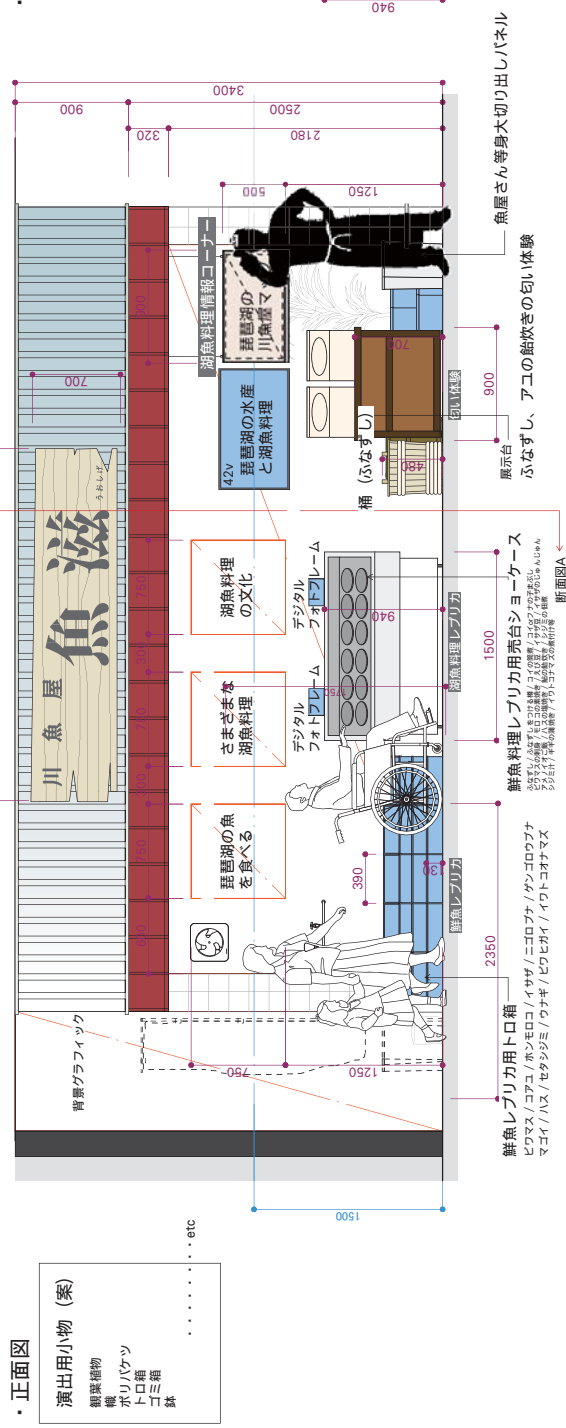 ・正面図
演出用小物（案）
観葉植物
幟
ポリバケツ
トロ箱
ゴミ箱
鉢
・・・・・・・・・etc
背景グラフィック
川魚屋
魚滋
うおしげ
琵琶湖の魚
を食べる
さまざまな
湖魚料理
湖魚料理
の文化
デジタル
フォトフレーム
デジタル
フォトフレーム
42v
琵琶湖の水産
と湖魚料理
湖魚料理情報コーナー
琵琶湖の
川魚屋マ
桶（ふなずし）
鮮魚レプリカ
湖魚料理レプリカ
匂い体験
3400
900
2500
320
2180
500
1250
700
900
700
480
940
1750
750
300
750
300
750
600
390
130
750
1250
1500
2350
1500
900
940
鮮魚レプリカ用トロ箱
ビワマス / コアユ / ホンモロコ / イサザ / ニゴロブナ / ゲンゴロウブナ
マゴイ / ハス / セタシジミ / ウナギ / ビワヒガイ / イワトコオナマズ
鮮魚料理レプリカ用売台ショーケース
断面図A
展示台
ふなずし、アユの飴炊きの匂い体験
魚屋さん等身大切り出しパネル